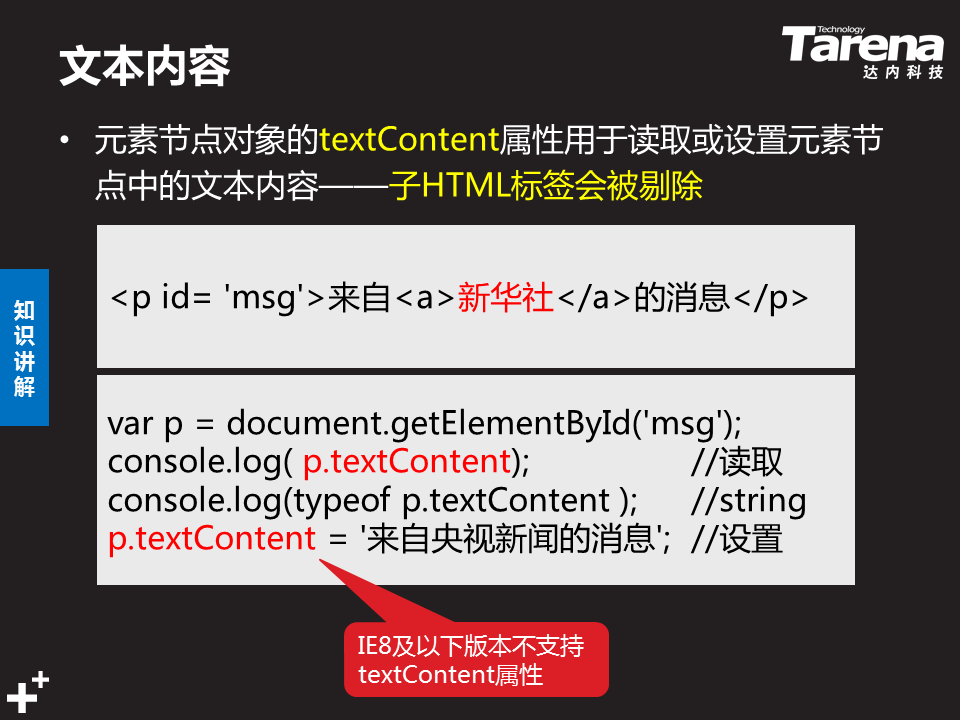 文本内容
Technology
Tarena
达内科技
• 元素节点对象的textContent属性用于读取或设置元素节
点中的文本内容——子HTML标签会被剔除
<p id= 'msg'>来自<a>新华社</a>的消息</p>
知
识
讲
解
var p = document.getElementById('msg');
console.log( p.textContent); //读取
console.log(typeof p.textContent ); //string
p.textContent = '来自央视新闻的消息'; //设置
IE8及以下版本不支持
textContent属性